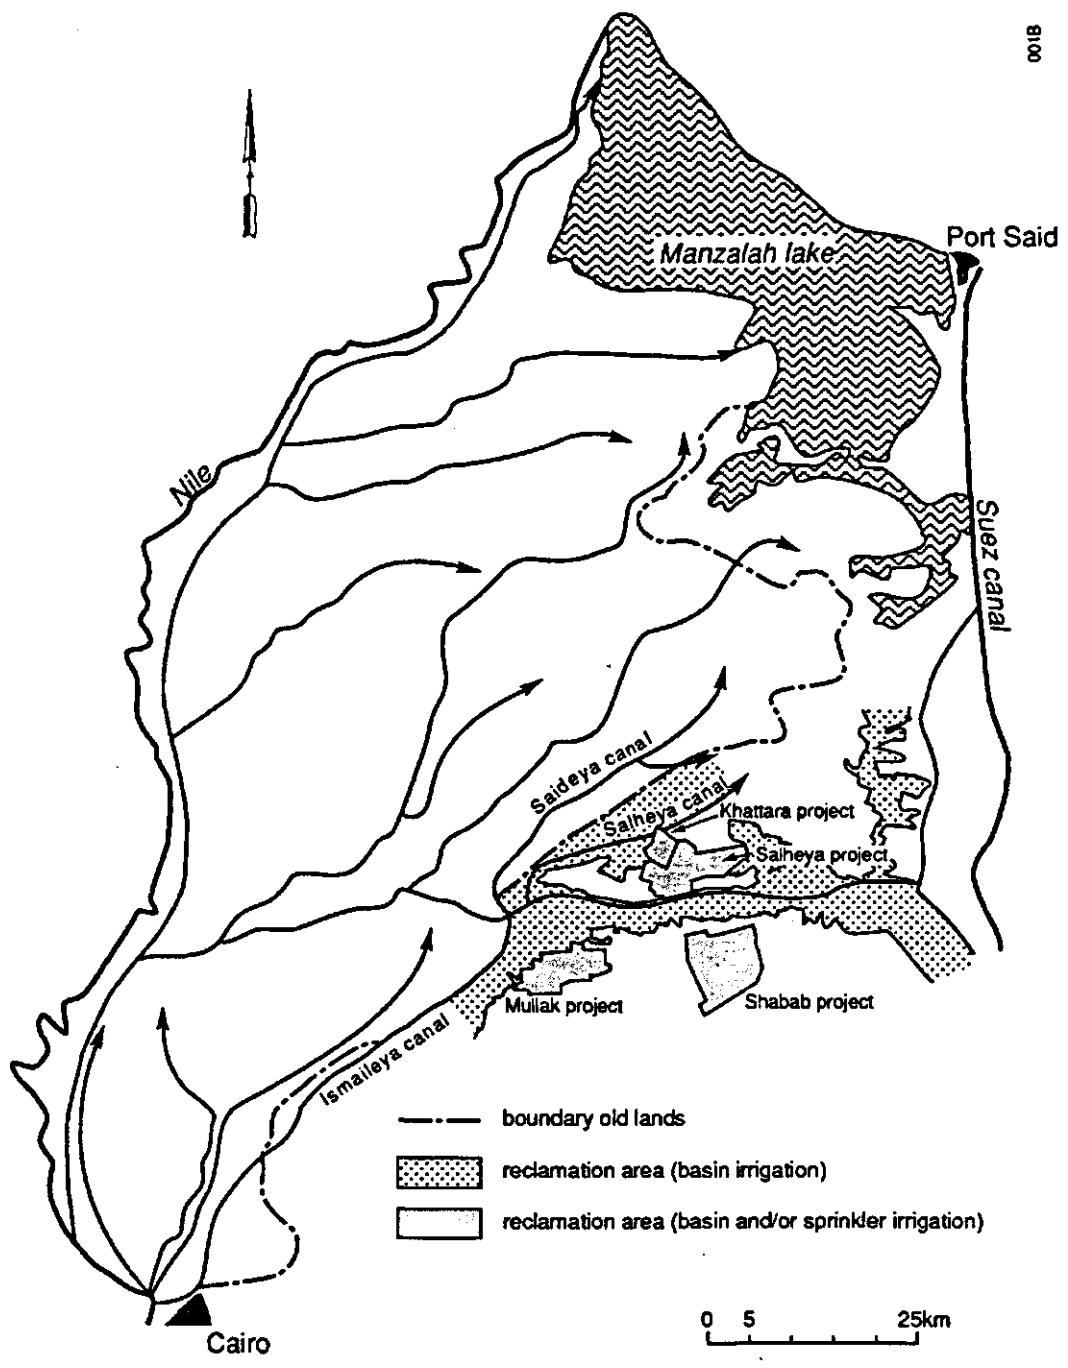 0018
Port Said
Manzalah lake
Nile
Suez canal
Saideya canal
Salheya canal
Khattara project
Salheya project
Mullak project
Shabab project
Ismaileya canal
boundary old lands
reclamation area (basin irrigation)
reclamation area (basin and/or sprinkler irrigation)
0 5 25km
Cairo